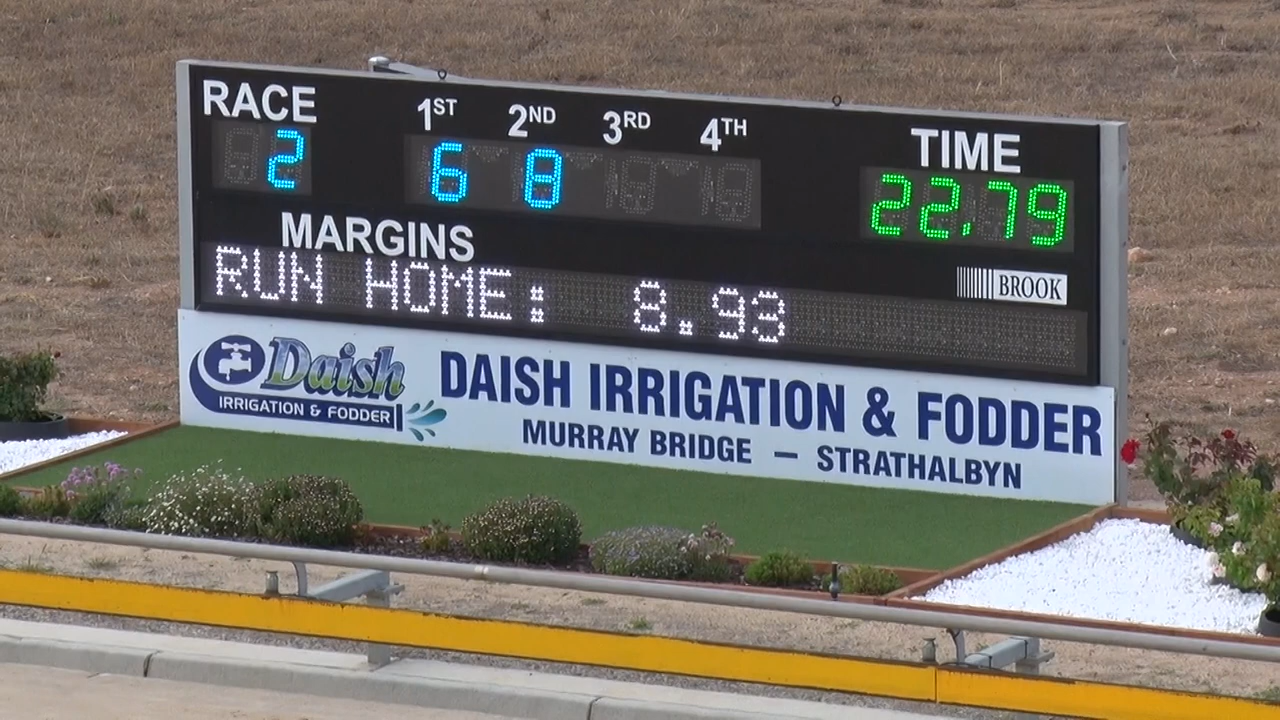 RACE 1ST 2ND 3RD 4TH TIME
2 6 8 22.79
MARGINS
RUN HOME: 8.93
BROOK
Daish
IRRIGATION & FODDER
DAISH IRRIGATION & FODDER
MURRAY BRIDGE – STRATHALBYN